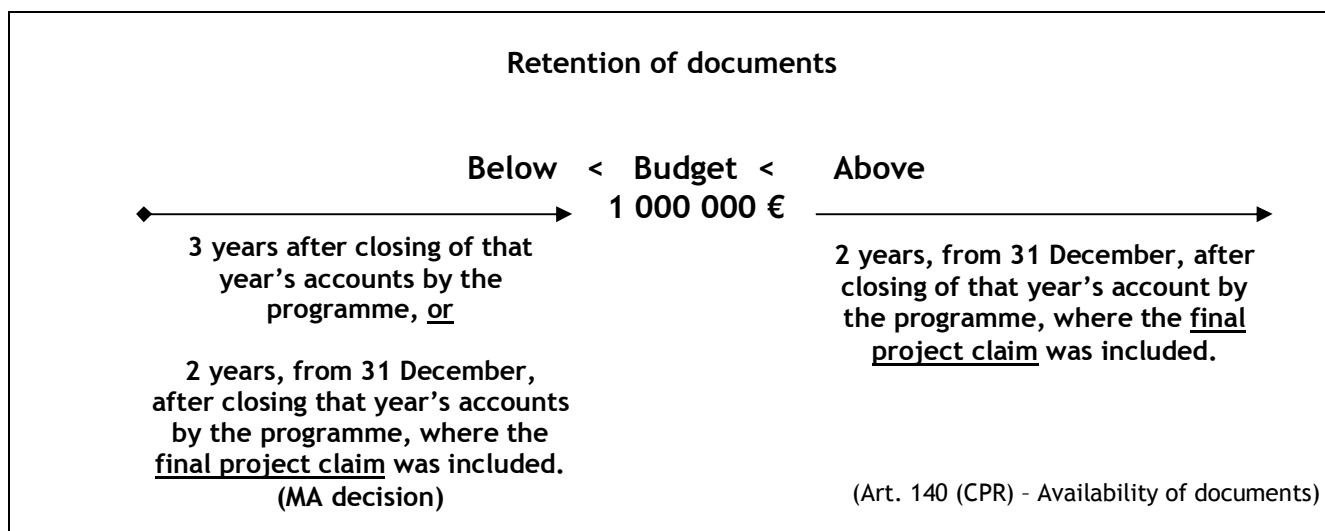 Retention of documents
Below < Budget < Above
1 000 000 €
3 years after closing of that
year’s accounts by the
programme, or
2 years, from 31 December,
after closing that year’s accounts
by the programme, where the
final project claim was included.
(MA decision)
2 years, from 31 December, after
closing of that year’s account by
the programme, where the final
project claim was included.
(Art. 140 (CPR) – Availability of documents)